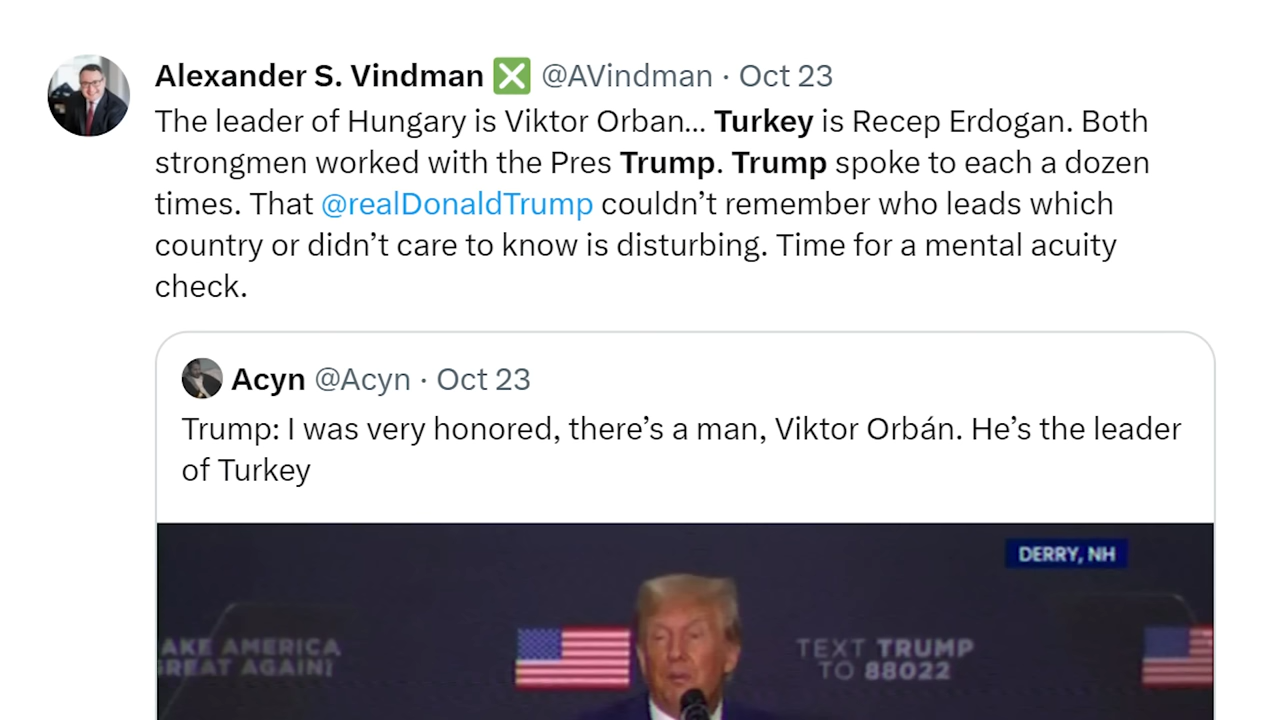 Alexander S. Vindman ❎ @AVindman · Oct 23
The leader of Hungary is Viktor Orban... Turkey is Recep Erdogan. Both
strongmen worked with the Pres Trump. Trump spoke to each a dozen
times. That @realDonaldTrump couldn’t remember who leads which
country or didn’t care to know is disturbing. Time for a mental acuity
check.
Acyn @Acyn · Oct 23
Trump: I was very honored, there’s a man, Viktor Orbán. He’s the leader
of Turkey
DERRY, NH
AKE AMERICA
GREAT AGAIN!
TEXT TRUMP
TO 88022